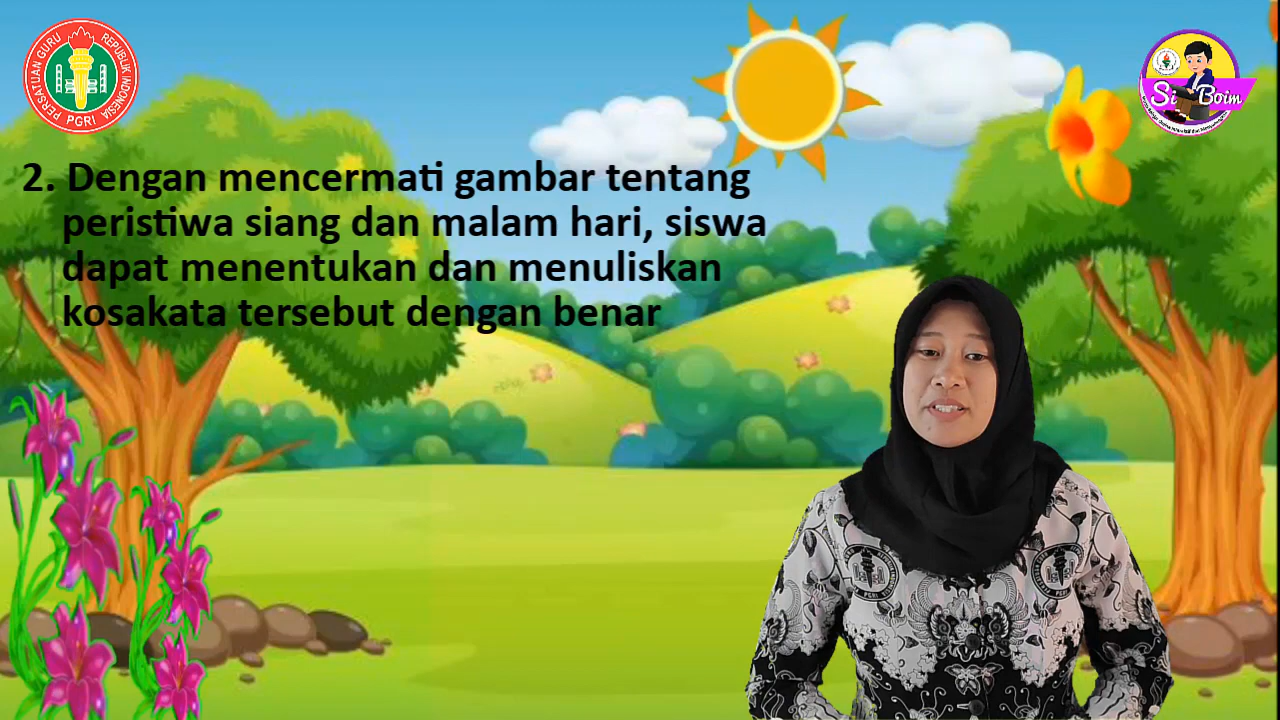 PERSATUAN GURU REPUBLIK INDONESIA
PGRI
Si Boim
2. Dengan mencermati gambar tentang
peristiwa siang dan malam hari, siswa
dapat menentukan dan menuliskan
kosakata tersebut dengan benar
PGRI